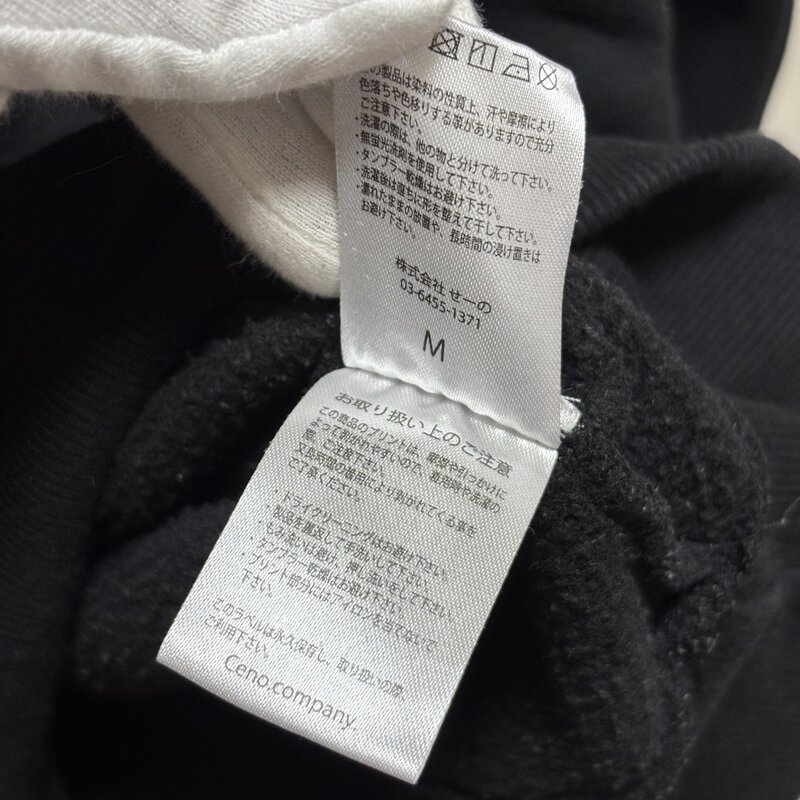 この製品は染料の性質上、汗や摩擦により
色落ちや色移りする事がありますので充分
ご注意下さい。
・洗濯の際は、他の物と分けて洗って下さい。
・無蛍光洗剤を使用して下さい。
・タンブラー乾燥はお避け下さい。
・洗濯後は直ちに形を整えて干して下さい。
・濡れたままの放置や、長時間の浸け置きは
お避け下さい。
株式会社 せーの
03-6455-1371
M
お取り扱い上のご注意
この商品のプリントは、摩擦や引っかけに
よって剥がれやすいので、着用時や洗濯の
際、ご注意下さい。
又長時間の着用により剥がれてくる事を
ご了承ください。
・ドライクリーニングはお避け下さい。
・製品を裏返して手洗いして下さい。
・もみ洗いは避け、押し洗いをして下さい。
・タンブラー乾燥はお避け下さい。
・プリント部分にはアイロンを当てないで
下さい。
このラベルは永久保存し、取り扱いの際、
ご利用下さい。
Ceno.company.